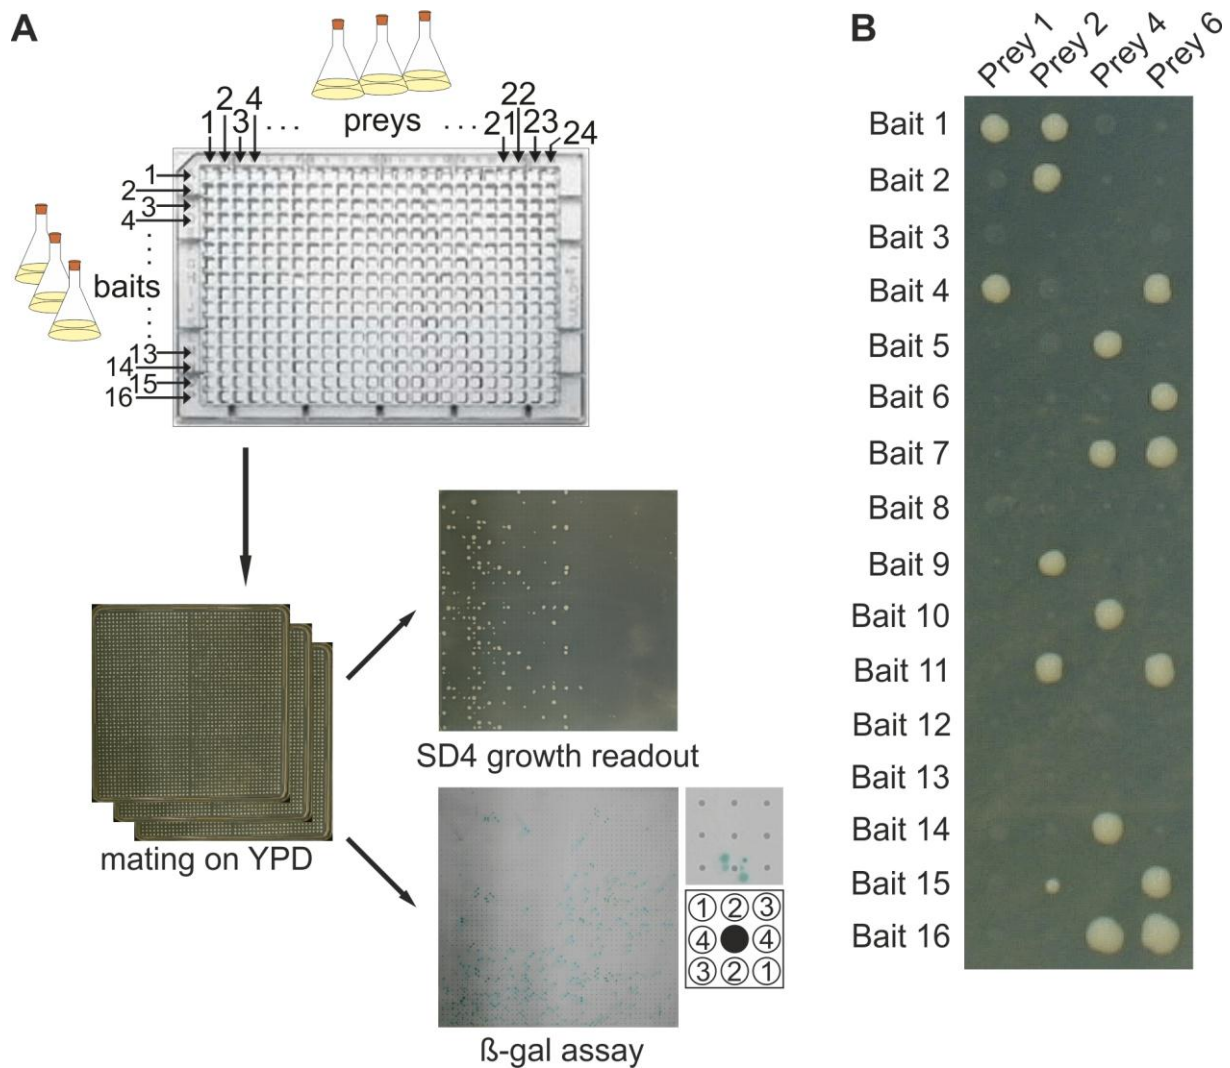 A
preys
1 2 3 4 . . . . . . 21 22 23 24
baits
1
2
3
4
13
14
15
16
mating on YPD
SD4 growth readout
ß-gal assay
1 2 3
4 4
3 2 1
B
Prey 1 Prey 2 Prey 4 Prey 6
Bait 1
Bait 2
Bait 3
Bait 4
Bait 5
Bait 6
Bait 7
Bait 8
Bait 9
Bait 10
Bait 11
Bait 12
Bait 13
Bait 14
Bait 15
Bait 16